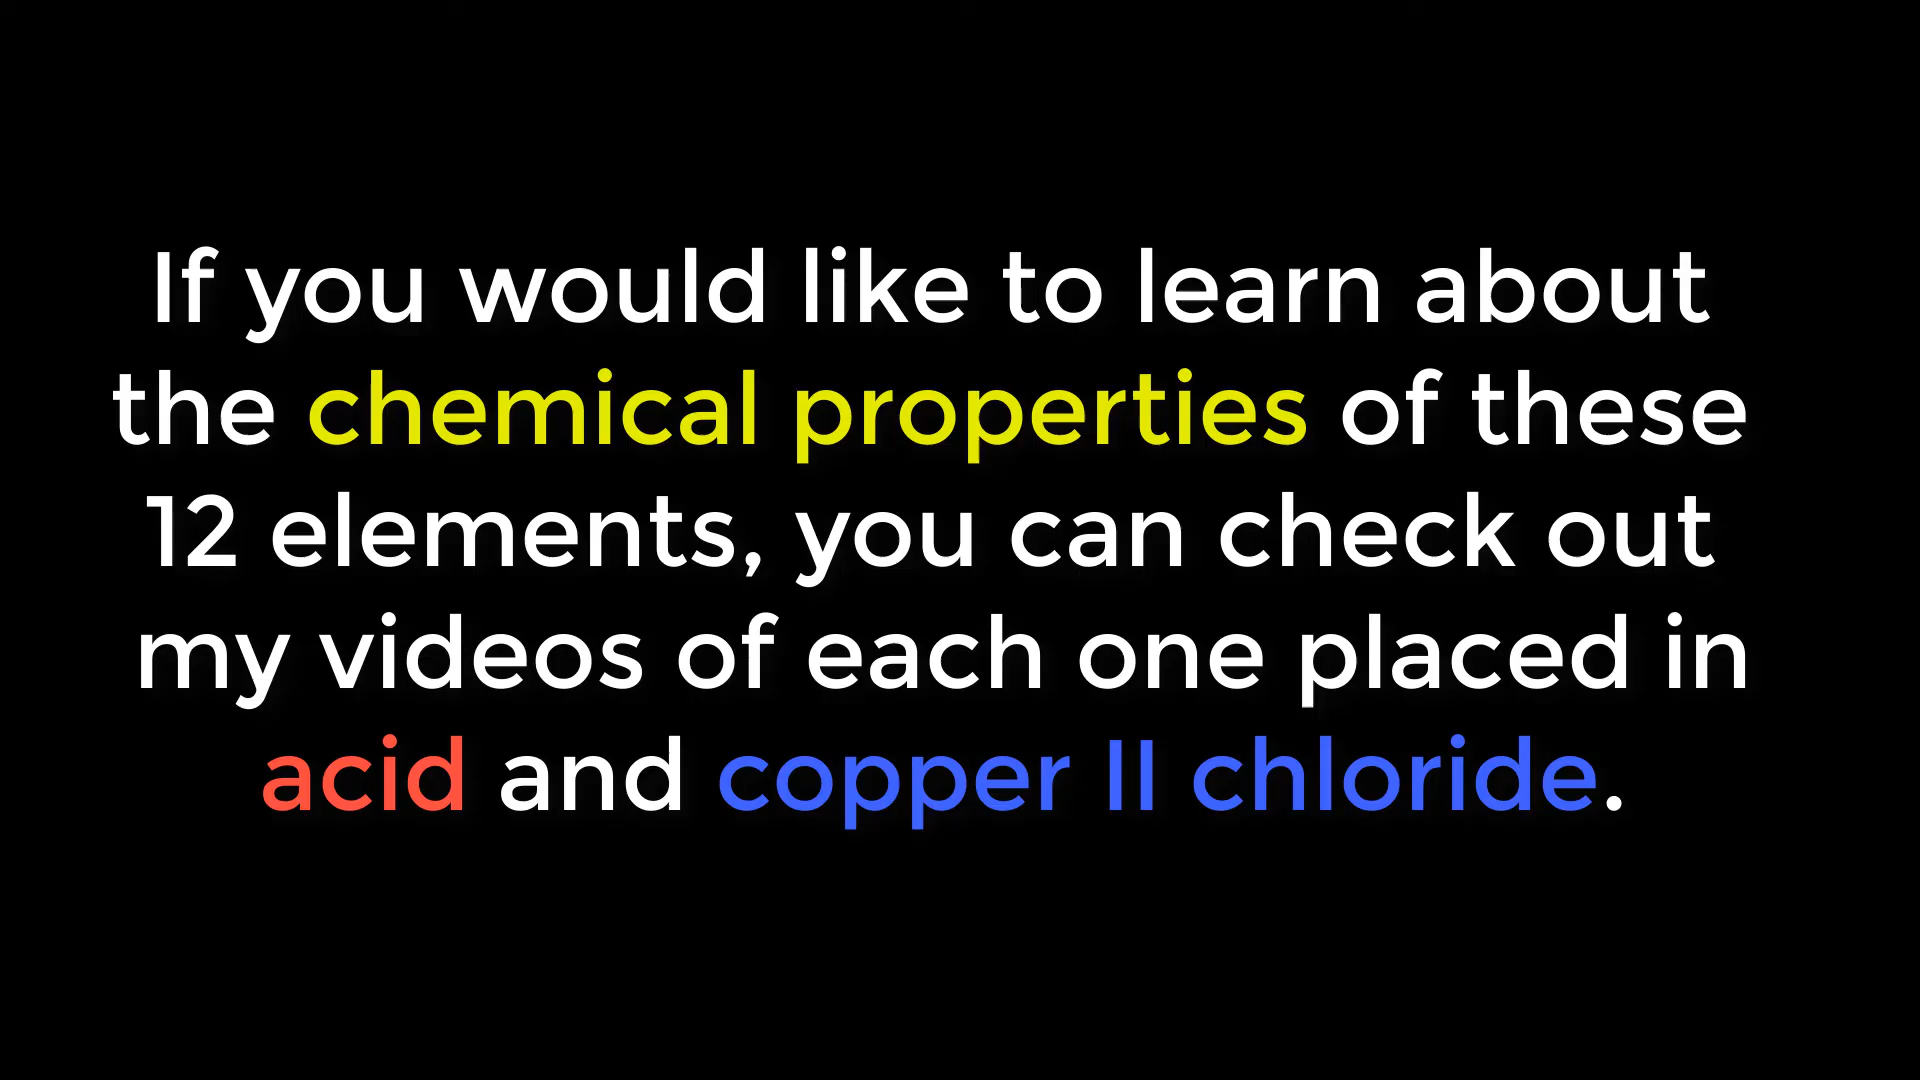 If you would like to learn about
the chemical properties of these
12 elements, you can check out
my videos of each one placed in
acid and copper II chloride.